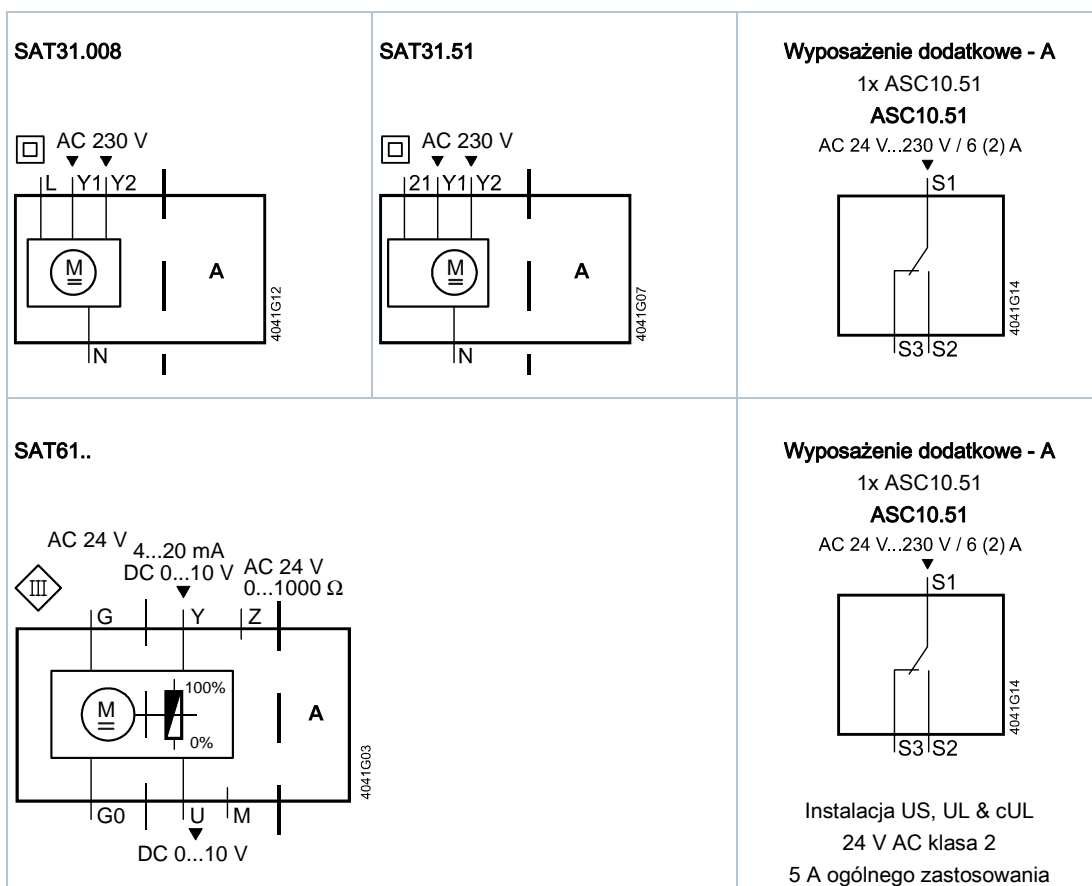 SAT31.008
AC 230 V
L Y1 Y2
M
A
N
4041G12
SAT31.51
AC 230 V
21 Y1 Y2
M
A
N
4041G07
Wyposażenie dodatkowe - A
1x ASC10.51
ASC10.51
AC 24 V...230 V / 6 (2) A
S1
S3 S2
4041G14
SAT61..
AC 24 V
4...20 mA
DC 0...10 V
AC 24 V
0...1000 Ω
III
G Y Z
100%
M
A
0%
4041G03
G0 U M
DC 0...10 V
Wyposażenie dodatkowe - A
1x ASC10.51
ASC10.51
AC 24 V...230 V / 6 (2) A
S1
S3 S2
4041G14
Instalacja US, UL & cUL
24 V AC klasa 2
5 A ogólnego zastosowania